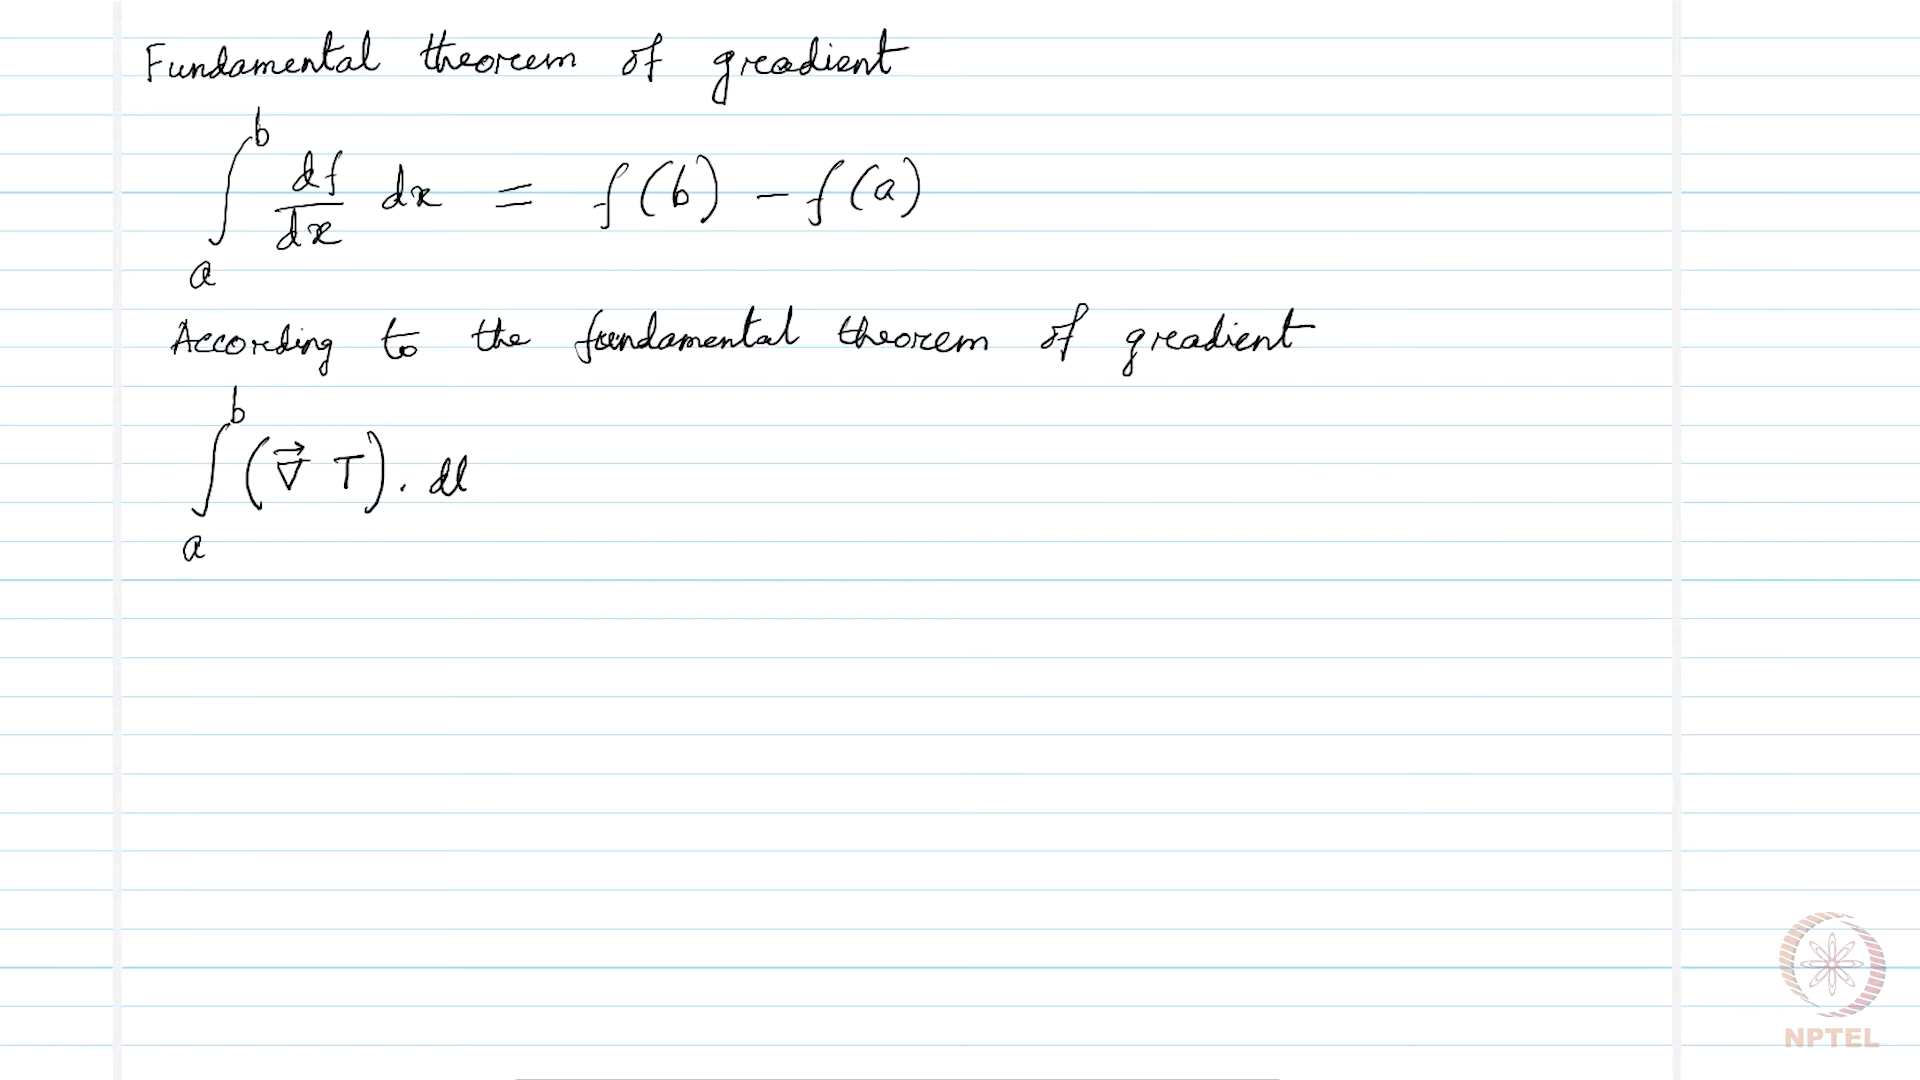 Fundamental theorem of gradient
∫_a^b df/dx dx = f(b) - f(a)
According to the fundamental theorem of gradient
∫_a^b (∇⃗ T) . dl
NPTEL